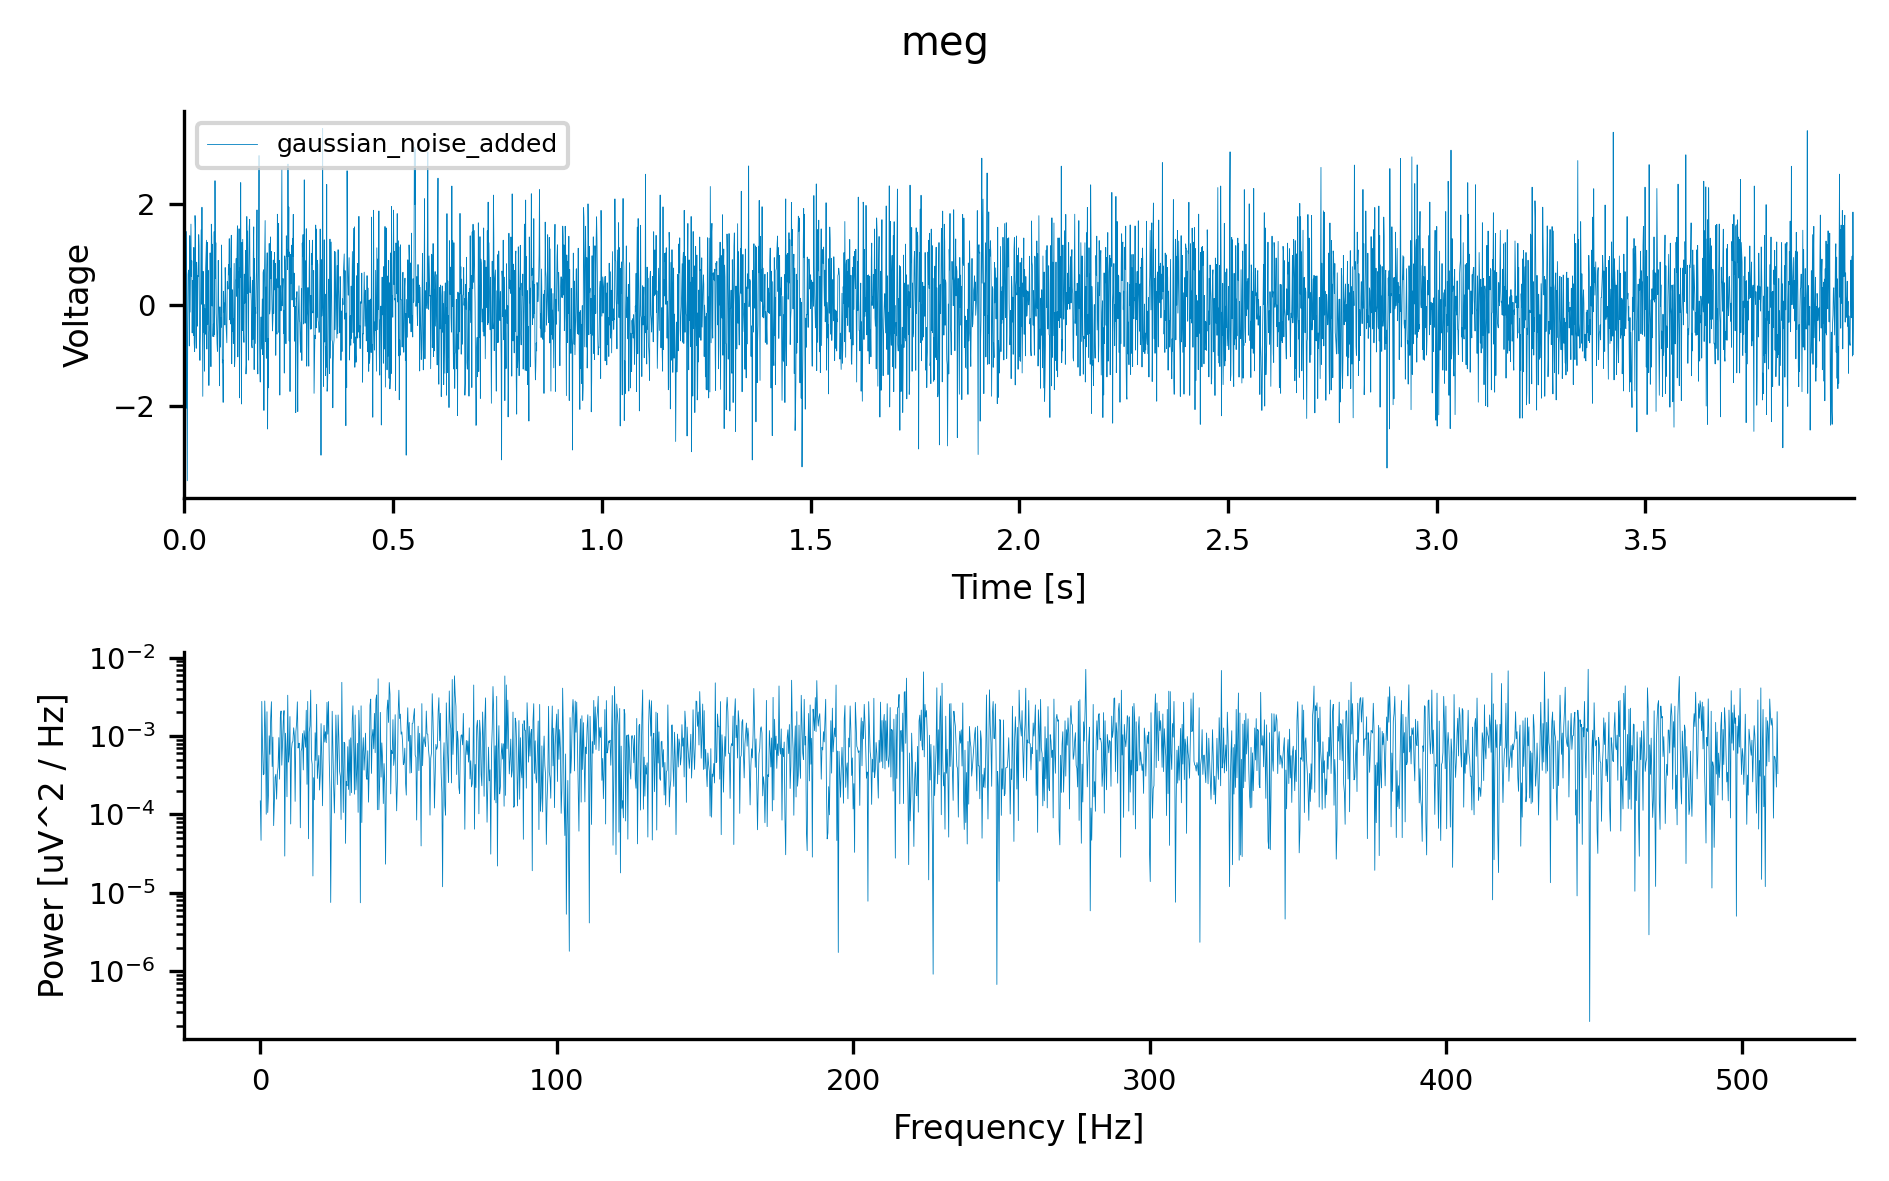 meg
gaussian_noise_added
Voltage
2
0
−2
0.0 0.5 1.0 1.5 2.0 2.5 3.0 3.5
Time [s]
Power [uV^2 / Hz]
10−2
10−3
10−4
10−5
10−6
0 100 200 300 400 500
Frequency [Hz]